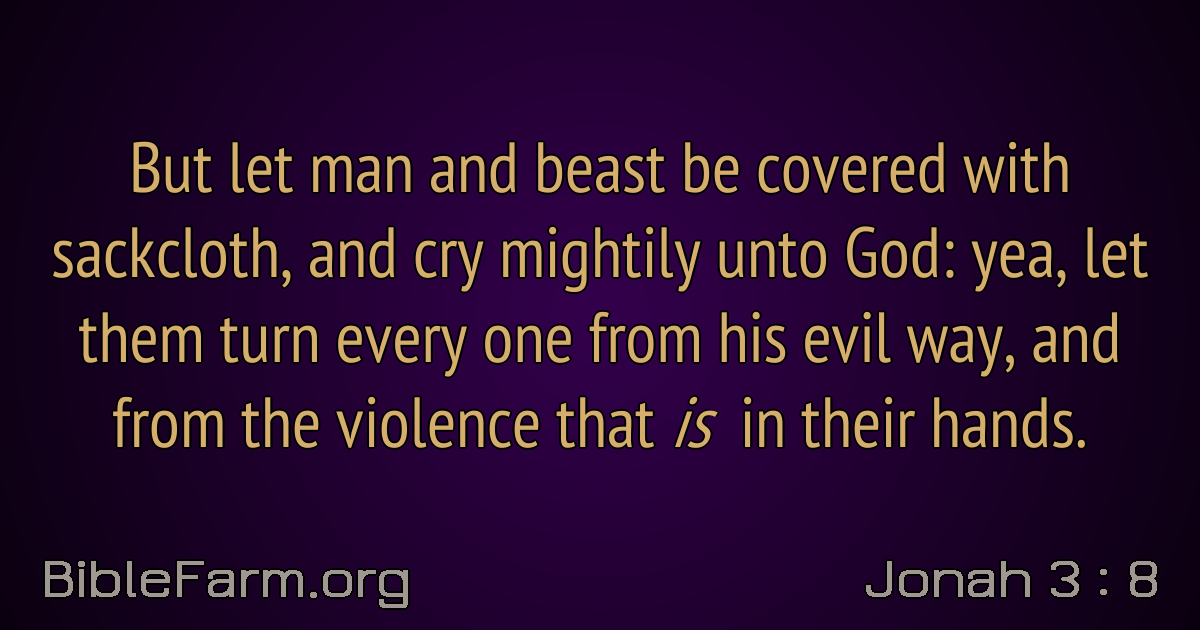 But let man and beast be covered with
sackcloth, and cry mightily unto God: yea, let
them turn every one from his evil way, and
from the violence that is in their hands.
BibleFarm.org
Jonah 3 : 8